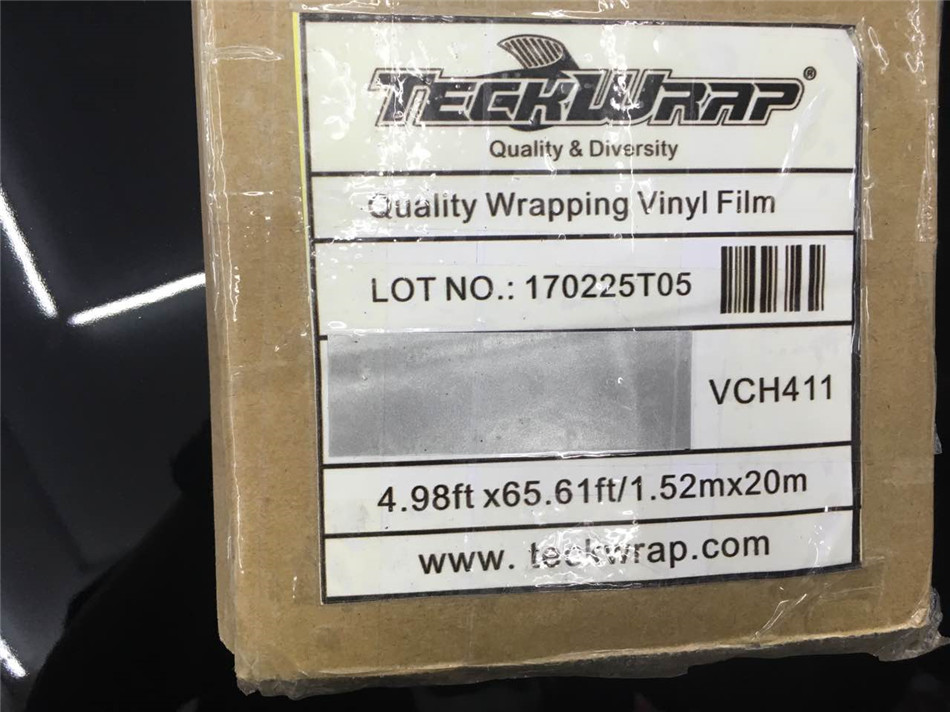 TECKWRAP®
Quality & Diversity
Quality Wrapping Vinyl Film
LOT NO.: 170225T05
VCH411
4.98ft x65.61ft/1.52mx20m
www. teckwrap.com